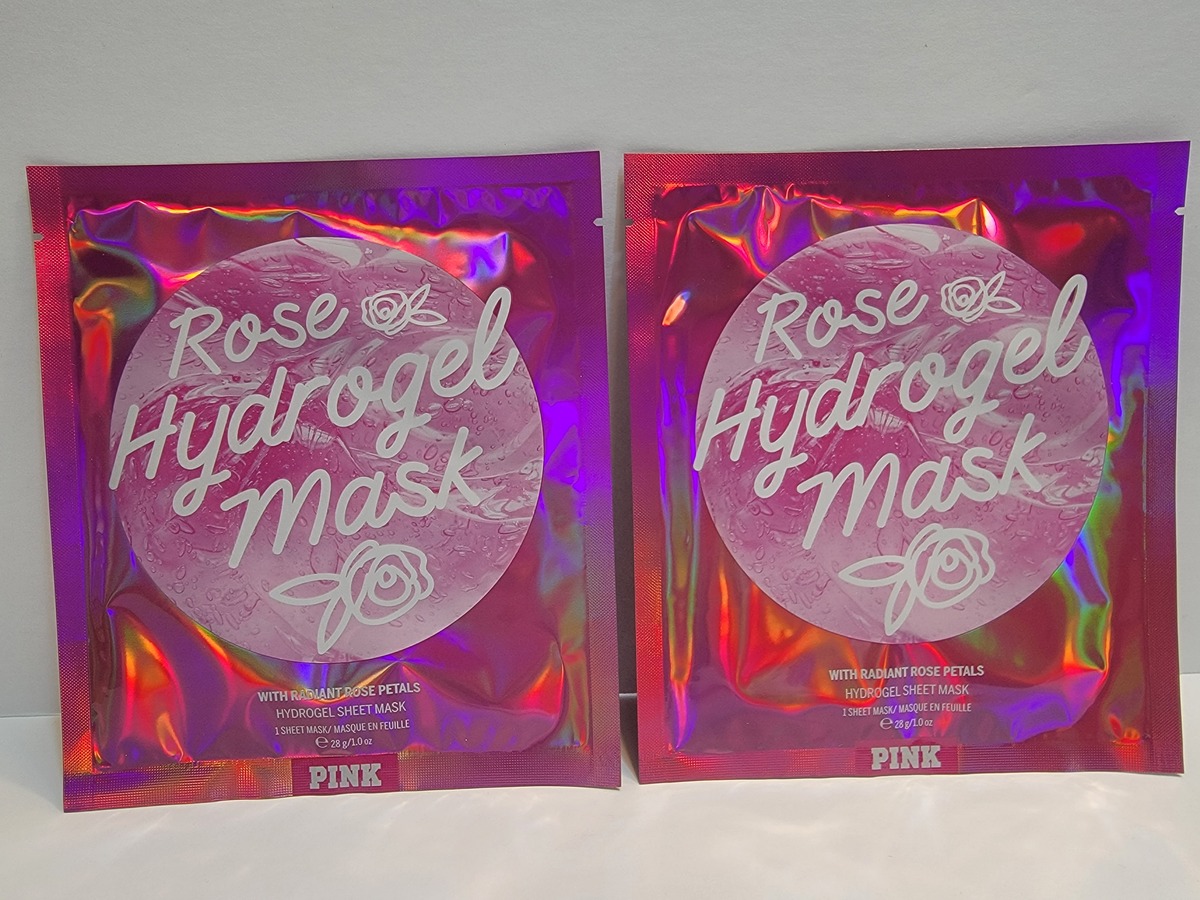 Rose
Hydrogel
Mask
WITH RADIANT ROSE PETALS
HYDROGEL SHEET MASK
1 SHEET MASK/ MASQUE EN FEUILLE
℮ 28 g/1.0 oz
PINK
Rose
Hydrogel
Mask
WITH RADIANT ROSE PETALS
HYDROGEL SHEET MASK
1 SHEET MASK/ MASQUE EN FEUILLE
℮ 28 g/1.0 oz
PINK